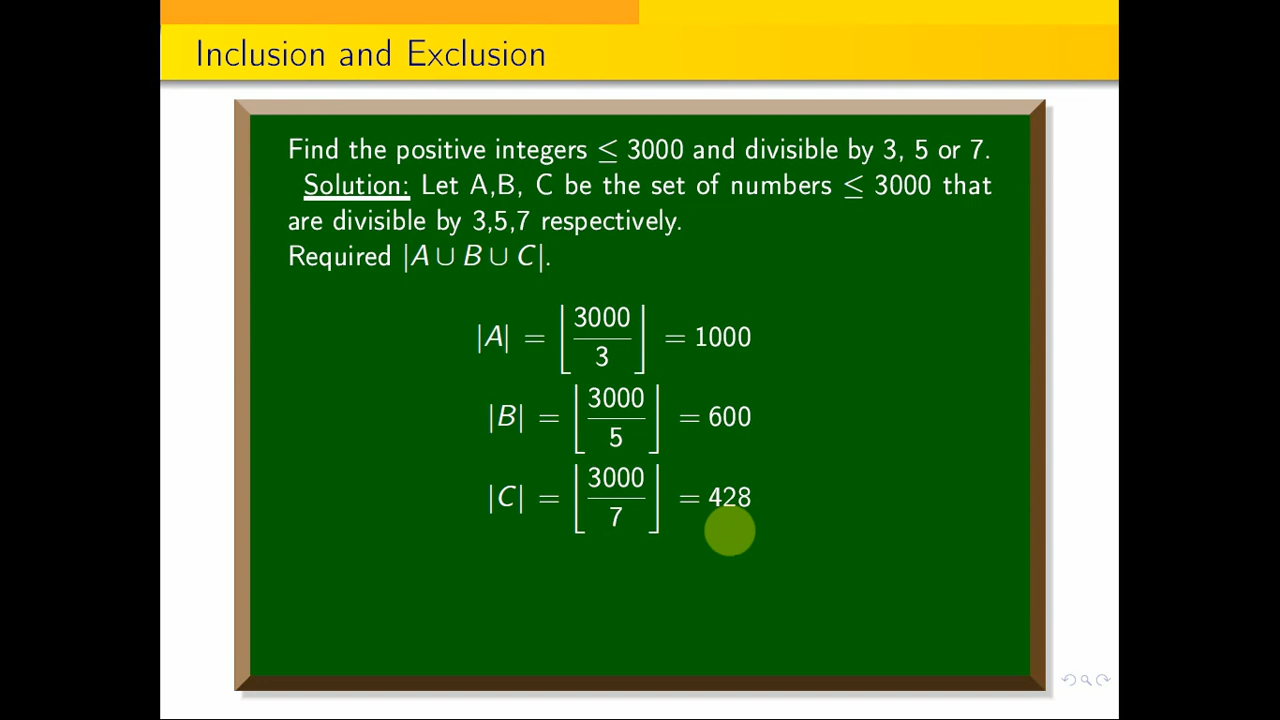 Inclusion and Exclusion
Find the positive integers ≤ 3000 and divisible by 3, 5 or 7.
Solution: Let A,B, C be the set of numbers ≤ 3000 that
are divisible by 3,5,7 respectively.
Required |A ∪ B ∪ C|.
|A| = ⌊3000/3⌋ = 1000
|B| = ⌊3000/5⌋ = 600
|C| = ⌊3000/7⌋ = 428